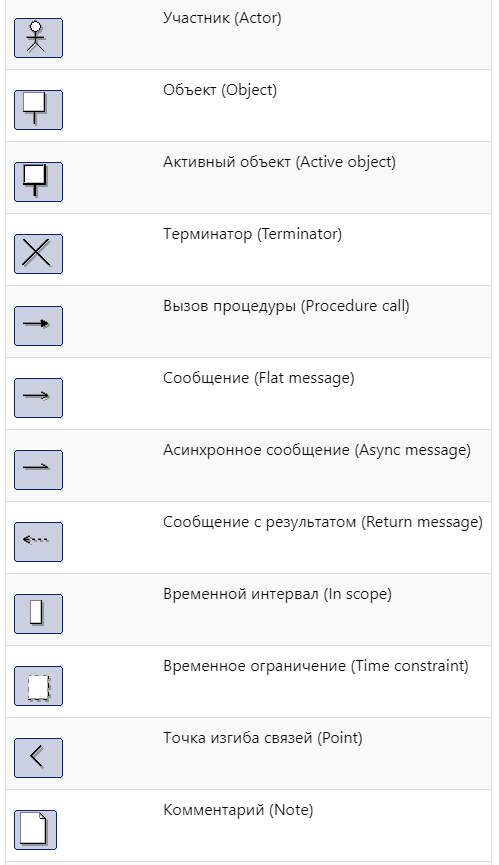 Участник (Actor)
Объект (Object)
Активный объект (Active object)
Терминатор (Terminator)
Вызов процедуры (Procedure call)
Сообщение (Flat message)
Асинхронное сообщение (Async message)
Сообщение с результатом (Return message)
Временной интервал (In scope)
Временное ограничение (Time constraint)
Точка изгиба связей (Point)
Комментарий (Note)